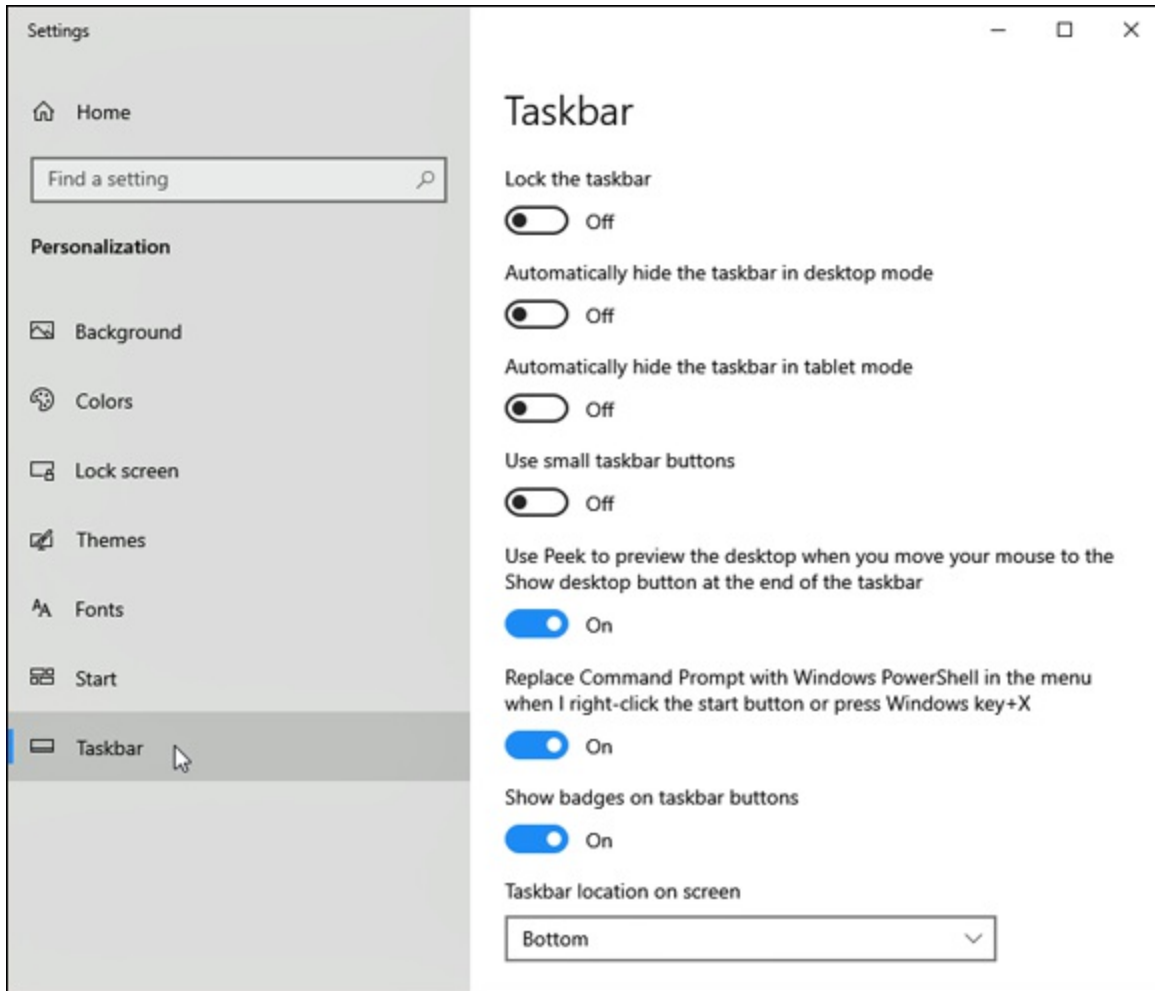 Settings
Home
Find a setting
Personalization
Background
Colors
Lock screen
Themes
Fonts
Start
Taskbar
Taskbar
Lock the taskbar
Off
Automatically hide the taskbar in desktop mode
Off
Automatically hide the taskbar in tablet mode
Off
Use small taskbar buttons
Off
Use Peek to preview the desktop when you move your mouse to the
Show desktop button at the end of the taskbar
On
Replace Command Prompt with Windows PowerShell in the menu
when I right-click the start button or press Windows key+X
On
Show badges on taskbar buttons
On
Taskbar location on screen
Bottom